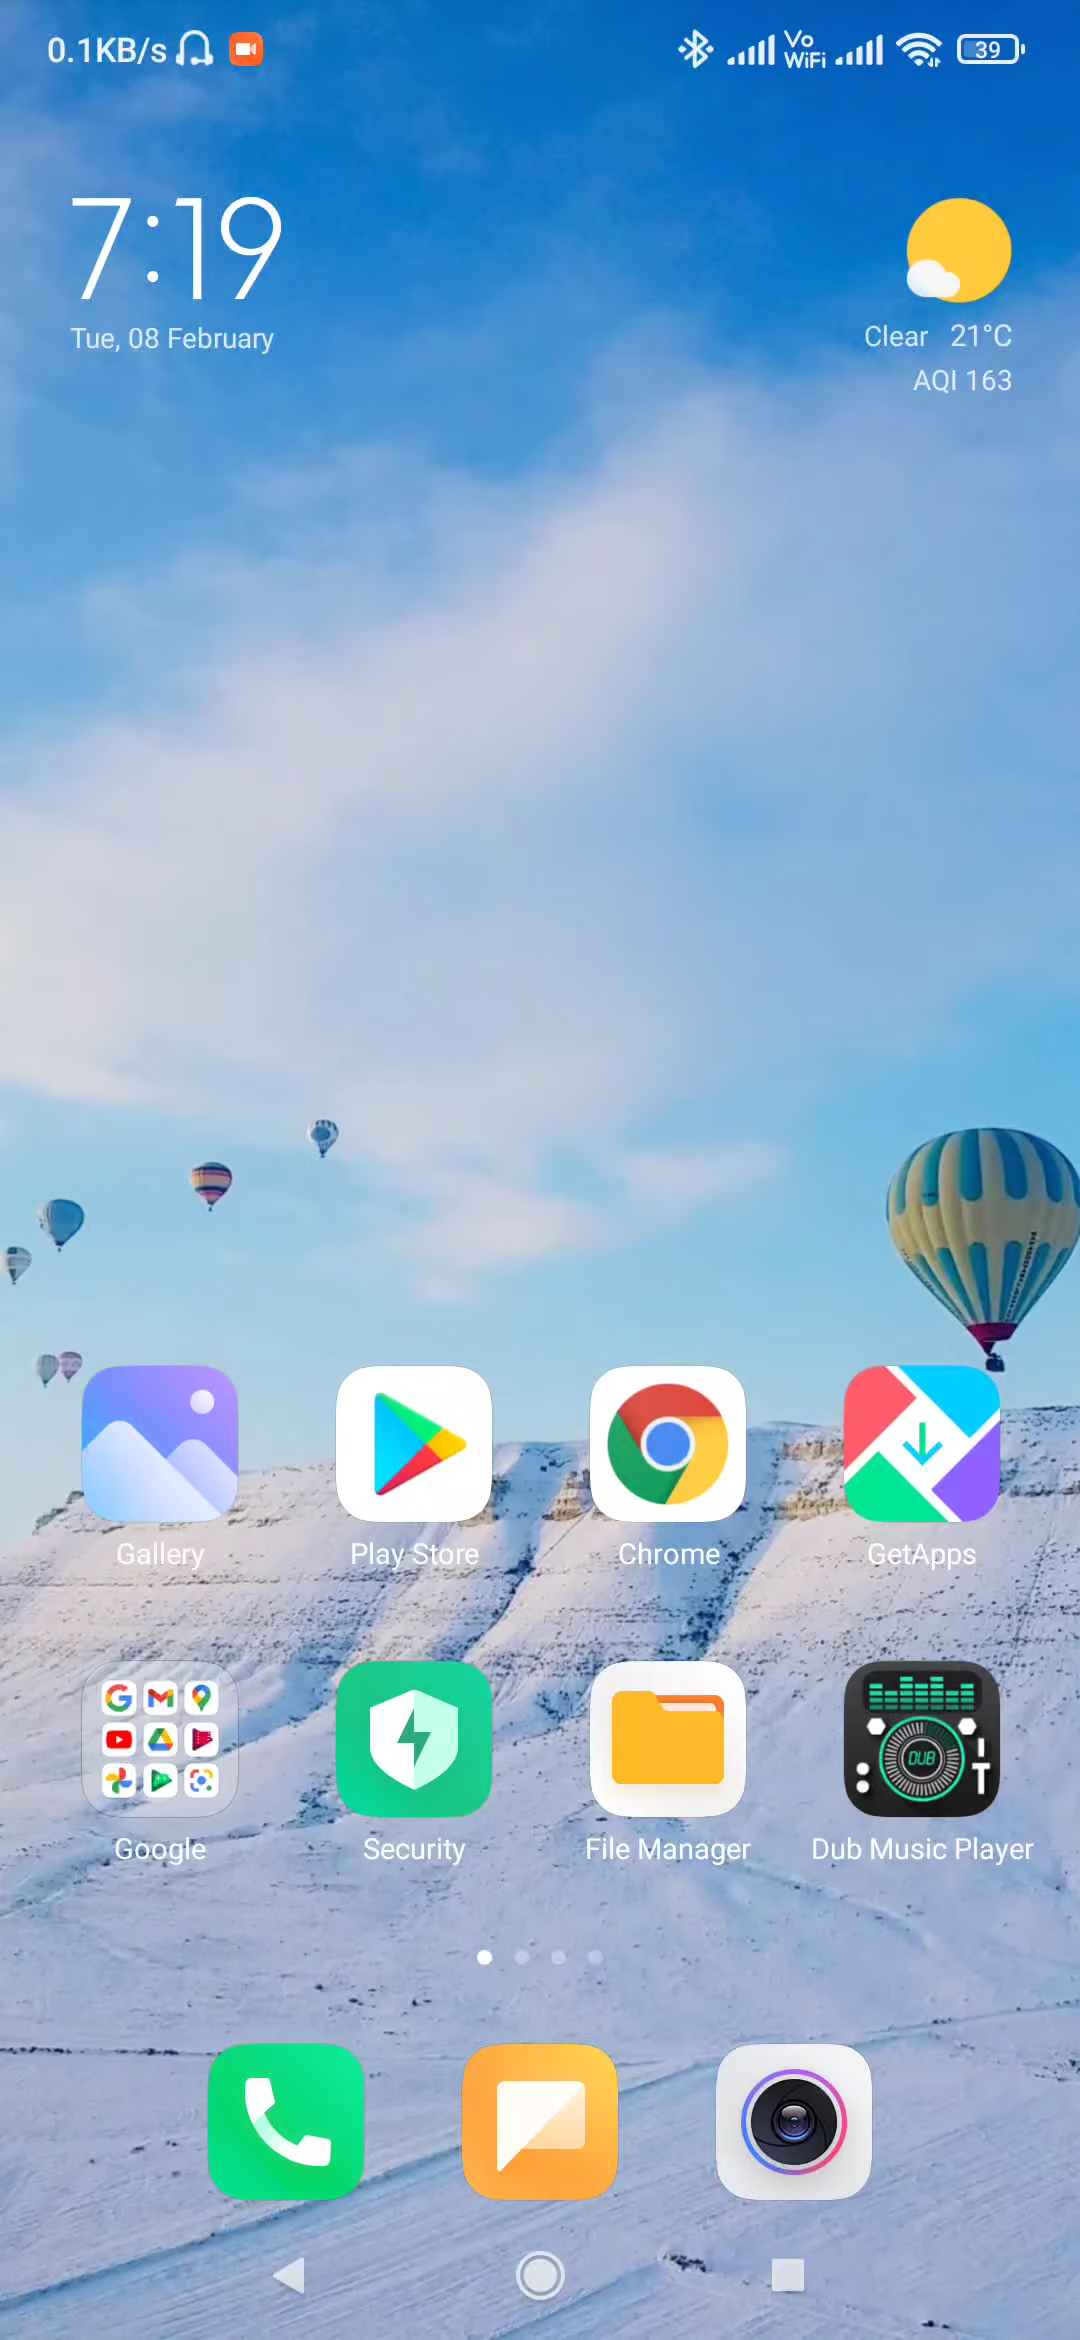 0.1KB/s
Vo
WiFi
39
7:19
Tue, 08 February
Clear 21°C
AQI 163
Gallery
Play Store
Chrome
GetApps
DUB
Google
Security
File Manager
Dub Music Player